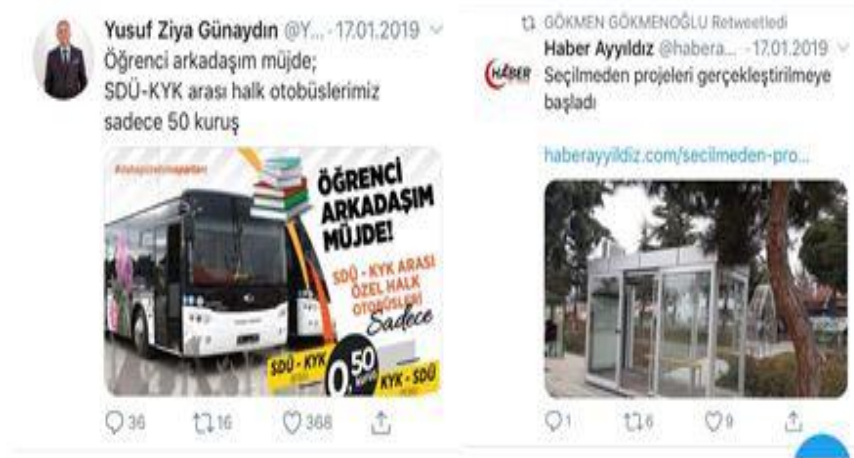 Yusuf Ziya Günaydın @Y... · 17.01.2019
Öğrenci arkadaşım müjde;
SDÜ-KYK arası halk otobüslerimiz
sadece 50 kuruş
ÖĞRENCİ
ARKADAŞIM
MÜJDE!
SDÜ - KYK ARASI
ÖZEL HALK
OTOBÜSLERİ
Sadece
SDÜ - KYK
0,50
KYK - SDÜ
36 16 368
GÖKMEN GÖKMENOĞLU Retweetledi
Haber Ayyıldız @habera... · 17.01.2019
HABER
Seçilmeden projeleri gerçekleştirilmeye
başladı
haberayyildiz.com/secilmeden-pro...
1 6 9